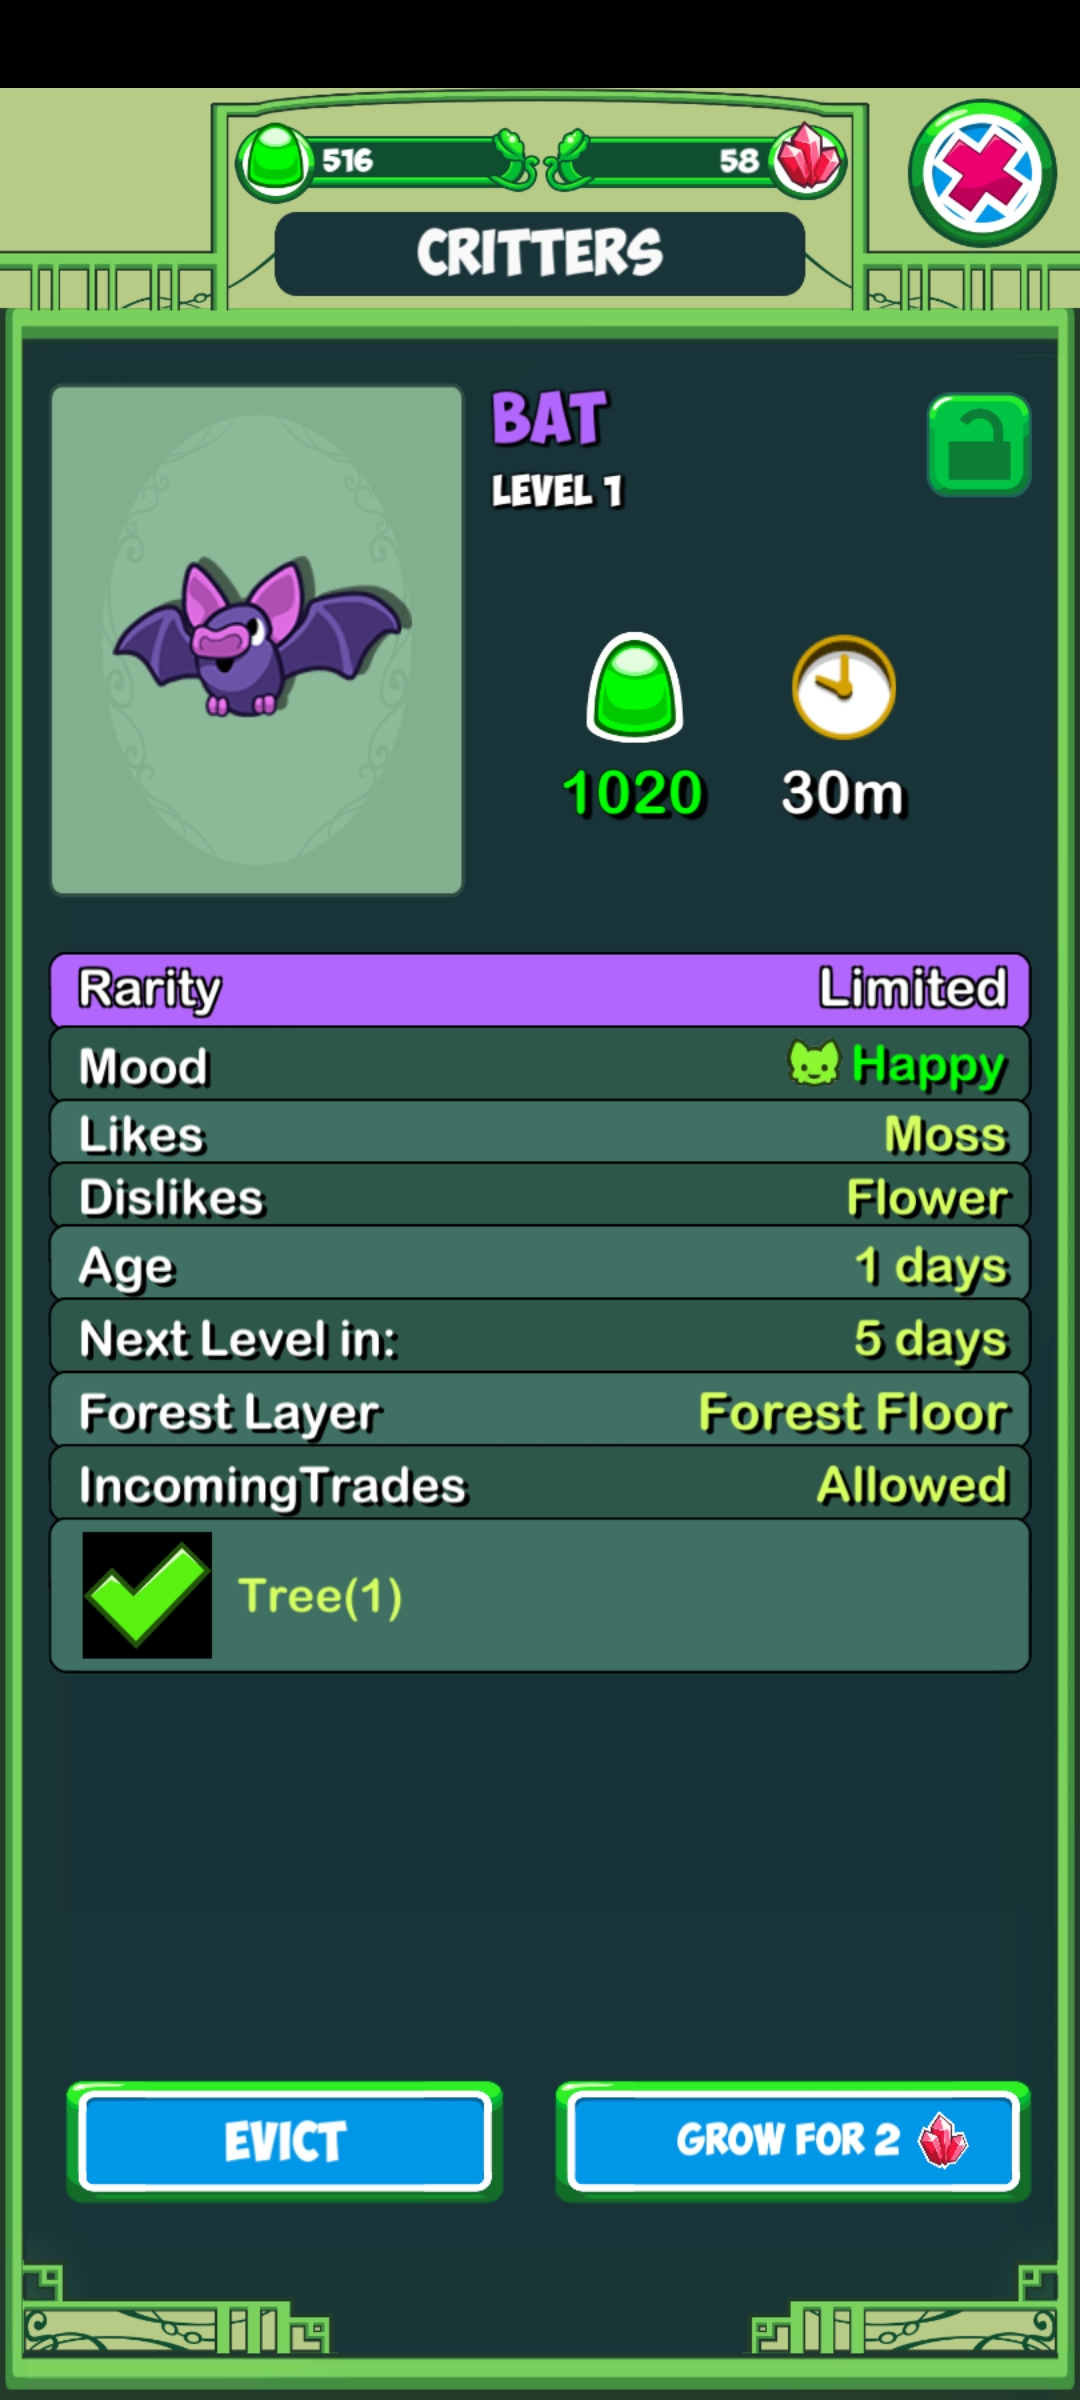 516
58
CRITTERS
BAT
LEVEL 1
1020
30m
Rarity Limited
Mood Happy
Likes Moss
Dislikes Flower
Age 1 days
Next Level in: 5 days
Forest Layer Forest Floor
IncomingTrades Allowed
Tree(1)
EVICT
GROW FOR 2